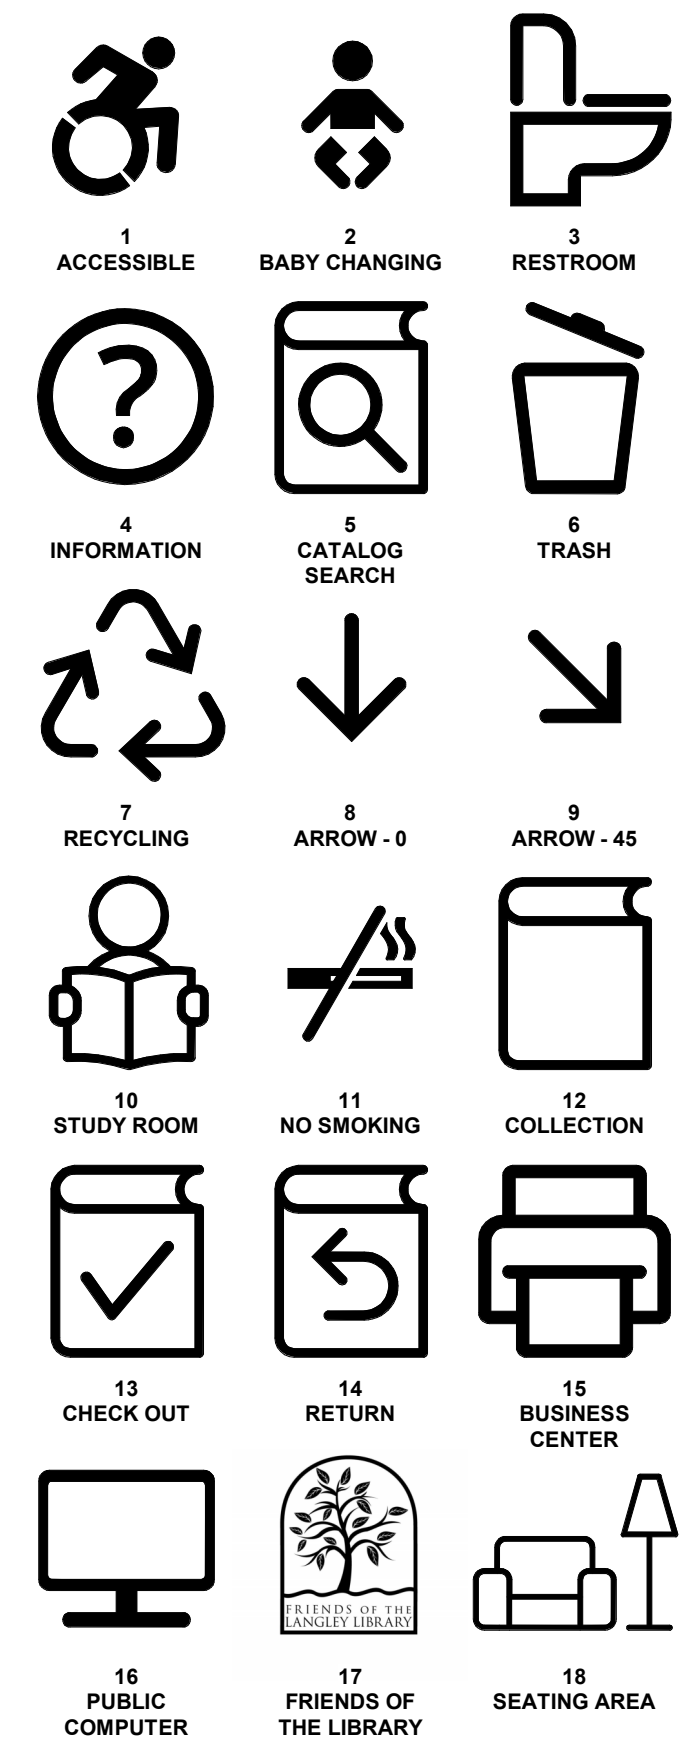 1
ACCESSIBLE
2
BABY CHANGING
3
RESTROOM
?
4
INFORMATION
5
CATALOG
SEARCH
6
TRASH
7
RECYCLING
8
ARROW - 0
9
ARROW - 45
10
STUDY ROOM
11
NO SMOKING
12
COLLECTION
13
CHECK OUT
14
RETURN
15
BUSINESS
CENTER
16
PUBLIC
COMPUTER
FRIENDS OF THE
LANGLEY LIBRARY
17
FRIENDS OF
THE LIBRARY
18
SEATING AREA